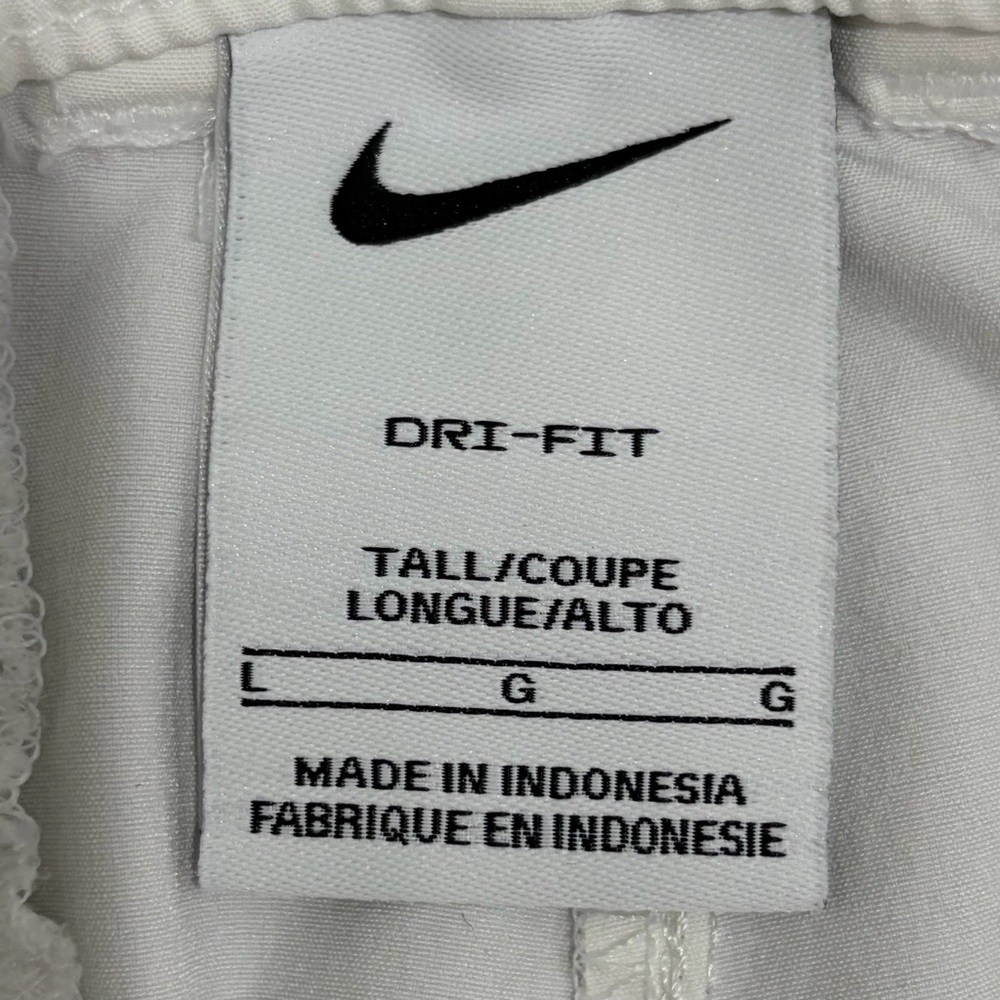 DRI-FIT
TALL/COUPE
LONGUE/ALTO
L G G
MADE IN INDONESIA
FABRIQUE EN INDONESIE